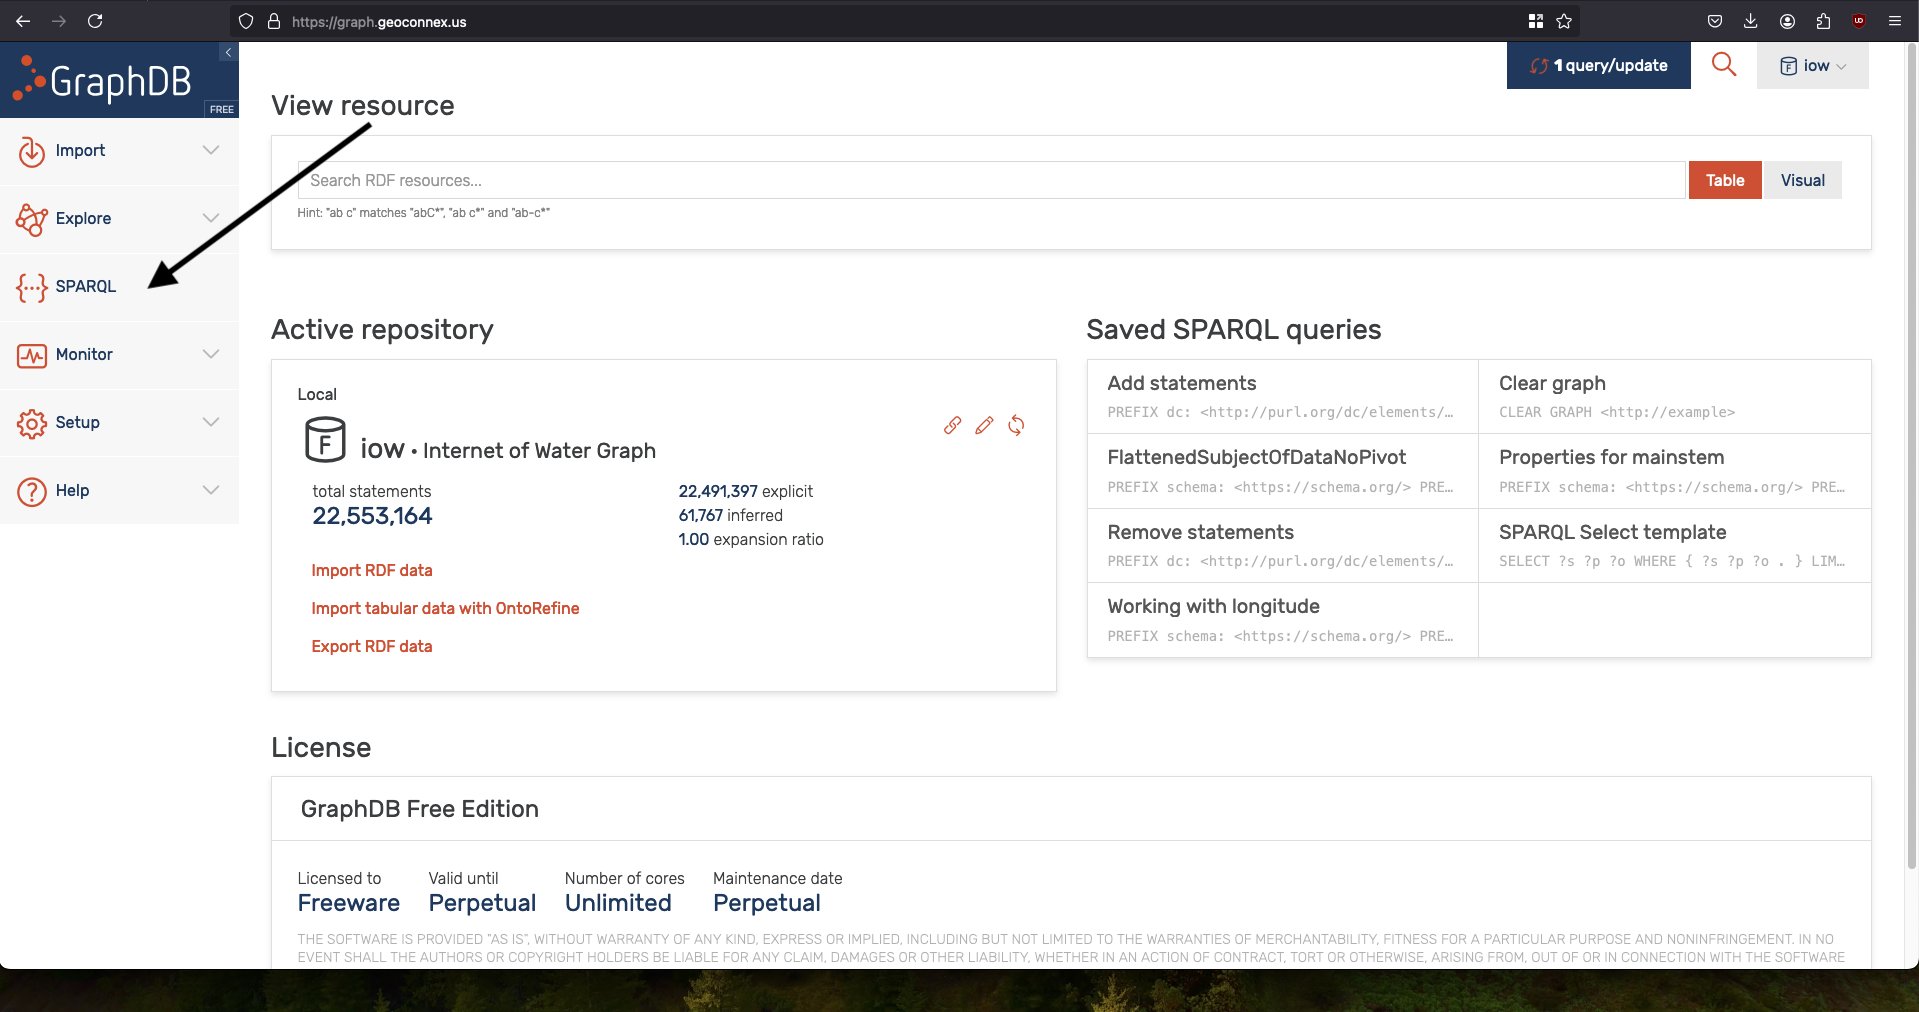 https://graph.geoconnex.us
GraphDB
FREE
Import
Explore
SPARQL
Monitor
Setup
Help
1 query/update
iow
View resource
Search RDF resources...
Table
Visual
Hint: "ab c" matches "abC*", "ab c*" and "ab-c*"
Active repository
Local
F
iow · Internet of Water Graph
total statements
22,553,164
22,491,397 explicit
61,767 inferred
1.00 expansion ratio
Import RDF data
Import tabular data with OntoRefine
Export RDF data
Saved SPARQL queries
Add statements
PREFIX dc: <http://purl.org/dc/elements/…
Clear graph
CLEAR GRAPH <http://example>
FlattenedSubjectOfDataNoPivot
PREFIX schema: <https://schema.org/> PRE…
Properties for mainstem
PREFIX schema: <https://schema.org/> PRE…
Remove statements
PREFIX dc: <http://purl.org/dc/elements/…
SPARQL Select template
SELECT ?s ?p ?o WHERE { ?s ?p ?o . } LIM…
Working with longitude
PREFIX schema: <https://schema.org/> PRE…
License
GraphDB Free Edition
Licensed to
Freeware
Valid until
Perpetual
Number of cores
Unlimited
Maintenance date
Perpetual
THE SOFTWARE IS PROVIDED "AS IS", WITHOUT WARRANTY OF ANY KIND, EXPRESS OR IMPLIED, INCLUDING BUT NOT LIMITED TO THE WARRANTIES OF MERCHANTABILITY, FITNESS FOR A PARTICULAR PURPOSE AND NONINFRINGEMENT. IN NO
EVENT SHALL THE AUTHORS OR COPYRIGHT HOLDERS BE LIABLE FOR ANY CLAIM, DAMAGES OR OTHER LIABILITY, WHETHER IN AN ACTION OF CONTRACT, TORT OR OTHERWISE, ARISING FROM, OUT OF OR IN CONNECTION WITH THE SOFTWARE